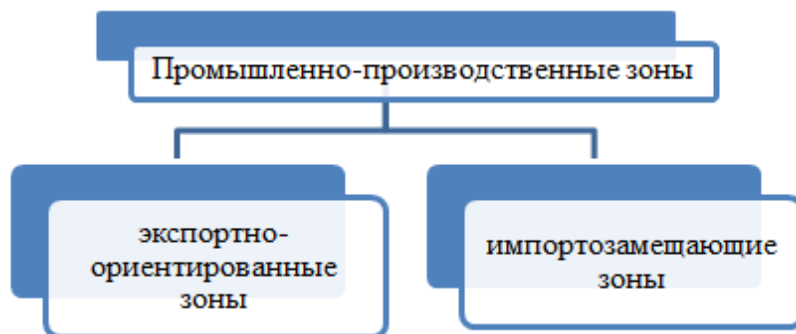 Промышленно-производственные зоны
экспортно-
ориентированные
зоны
импортозамещающие
зоны